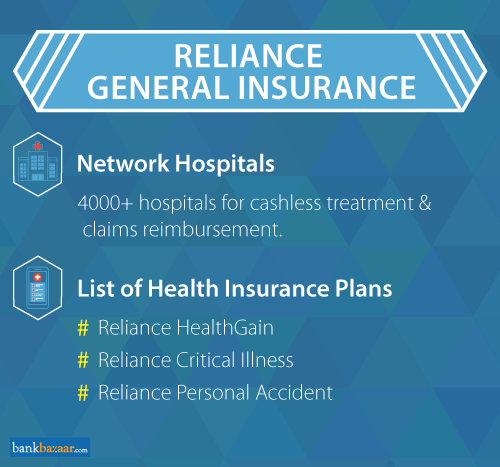 RELIANCE
GENERAL INSURANCE
Network Hospitals
4000+ hospitals for cashless treatment &
claims reimbursement.
List of Health Insurance Plans
# Reliance HealthGain
# Reliance Critical Illness
# Reliance Personal Accident
bankbazaar.com